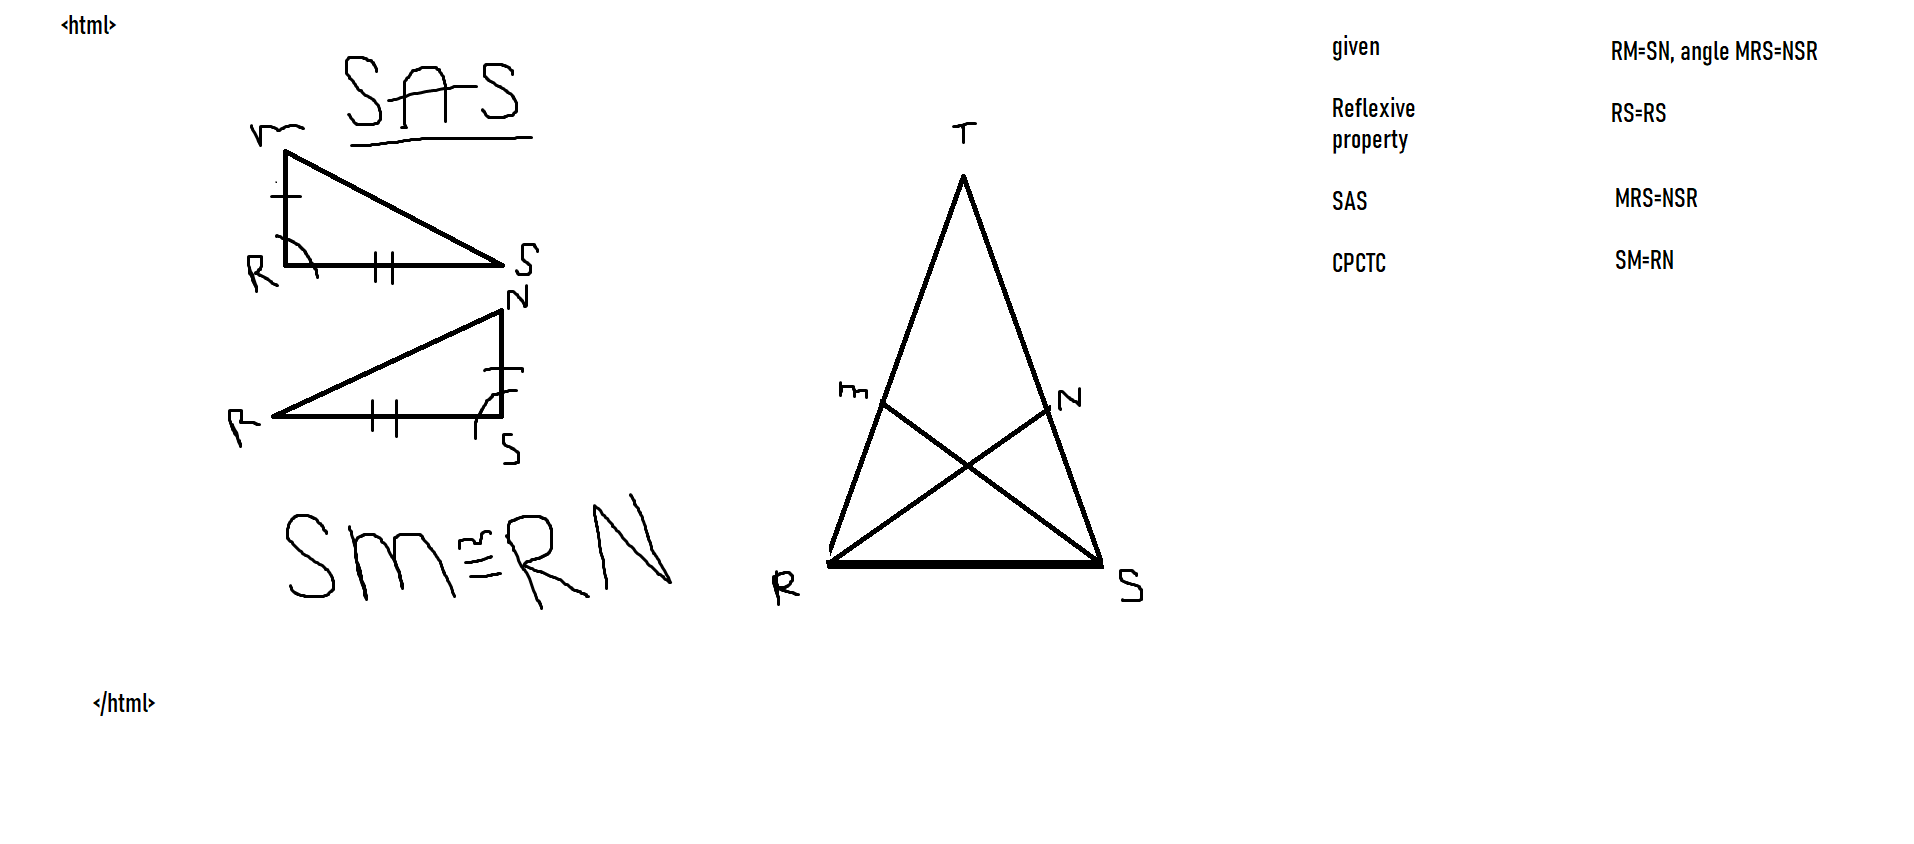 <html>
SAS
m
R
S
N
R
S
Sm≅RN
</html>
T
m
N
R
S
given RM=SN, angle MRS=NSR
Reflexive
property RS=RS
SAS MRS=NSR
CPCTC SM=RN